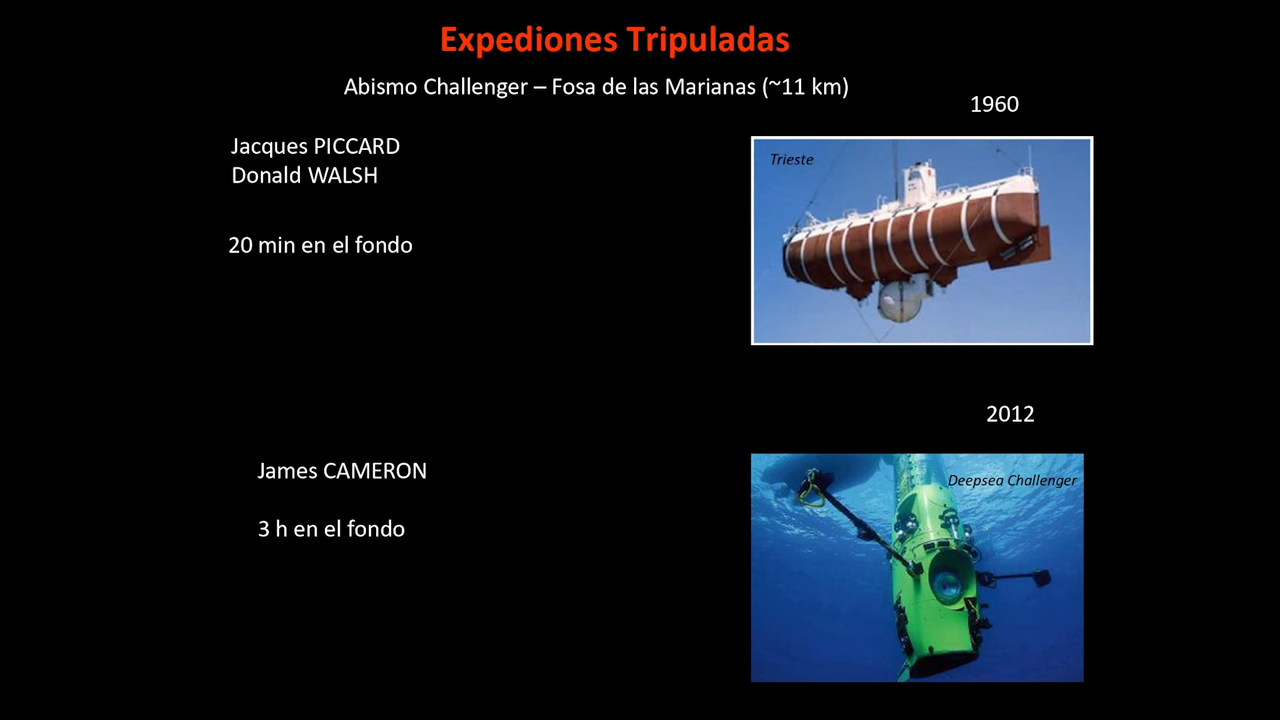 Expediones Tripuladas
Abismo Challenger – Fosa de las Marianas (~11 km)
1960
Jacques PICCARD
Donald WALSH
Trieste
20 min en el fondo
2012
James CAMERON
Deepsea Challenger
3 h en el fondo